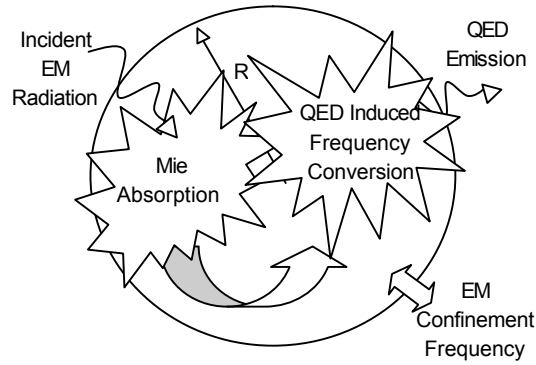 Incident
EM
Radiation
R
QED
Emission
QED Induced
Frequency
Conversion
Mie
Absorption
EM
Confinement
Frequency